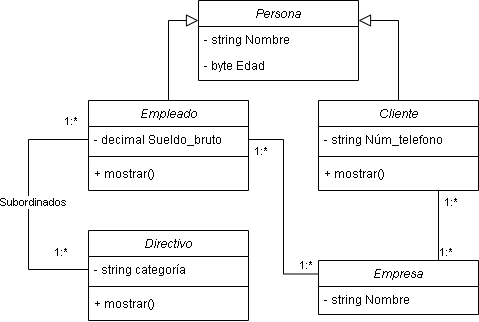 Persona
- string Nombre
- byte Edad
Empleado
- decimal Sueldo_bruto
+ mostrar()
Cliente
- string Núm_telefono
+ mostrar()
1:*
1:*
Subordinados
1:*
Directivo
- string categoría
+ mostrar()
1:*
1:*
1:*
Empresa
- string Nombre